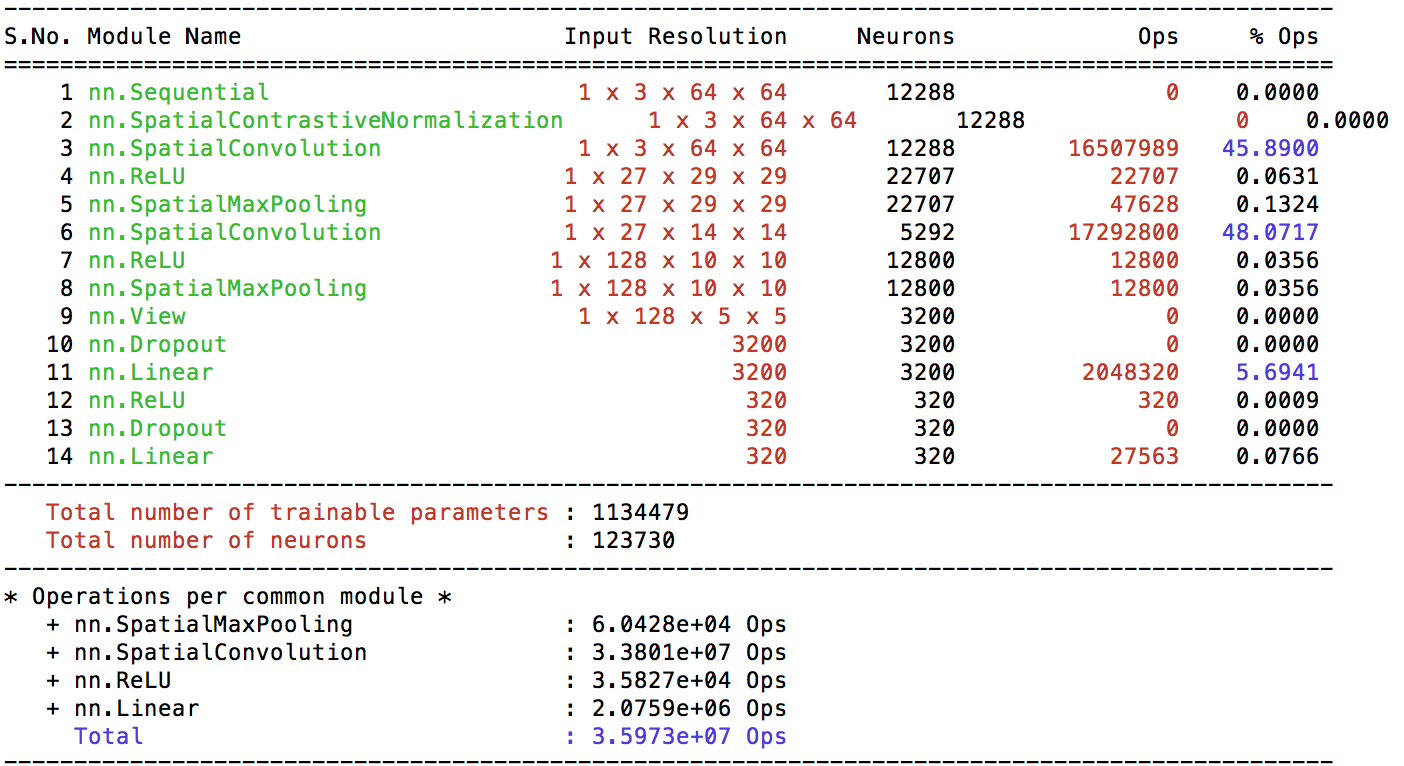 S.No. Module Name Input Resolution Neurons Ops % Ops
1 nn.Sequential 1 x 3 x 64 x 64 12288 0 0.0000
2 nn.SpatialContrastiveNormalization 1 x 3 x 64 x 64 12288 0 0.0000
3 nn.SpatialConvolution 1 x 3 x 64 x 64 12288 16507989 45.8900
4 nn.ReLU 1 x 27 x 29 x 29 22707 22707 0.0631
5 nn.SpatialMaxPooling 1 x 27 x 29 x 29 22707 47628 0.1324
6 nn.SpatialConvolution 1 x 27 x 14 x 14 5292 17292800 48.0717
7 nn.ReLU 1 x 128 x 10 x 10 12800 12800 0.0356
8 nn.SpatialMaxPooling 1 x 128 x 10 x 10 12800 12800 0.0356
9 nn.View 1 x 128 x 5 x 5 3200 0 0.0000
10 nn.Dropout 3200 3200 0 0.0000
11 nn.Linear 3200 3200 2048320 5.6941
12 nn.ReLU 320 320 320 0.0009
13 nn.Dropout 320 320 0 0.0000
14 nn.Linear 320 320 27563 0.0766
Total number of trainable parameters : 1134479
Total number of neurons : 123730
* Operations per common module *
+ nn.SpatialMaxPooling : 6.0428e+04 Ops
+ nn.SpatialConvolution : 3.3801e+07 Ops
+ nn.ReLU : 3.5827e+04 Ops
+ nn.Linear : 2.0759e+06 Ops
Total : 3.5973e+07 Ops